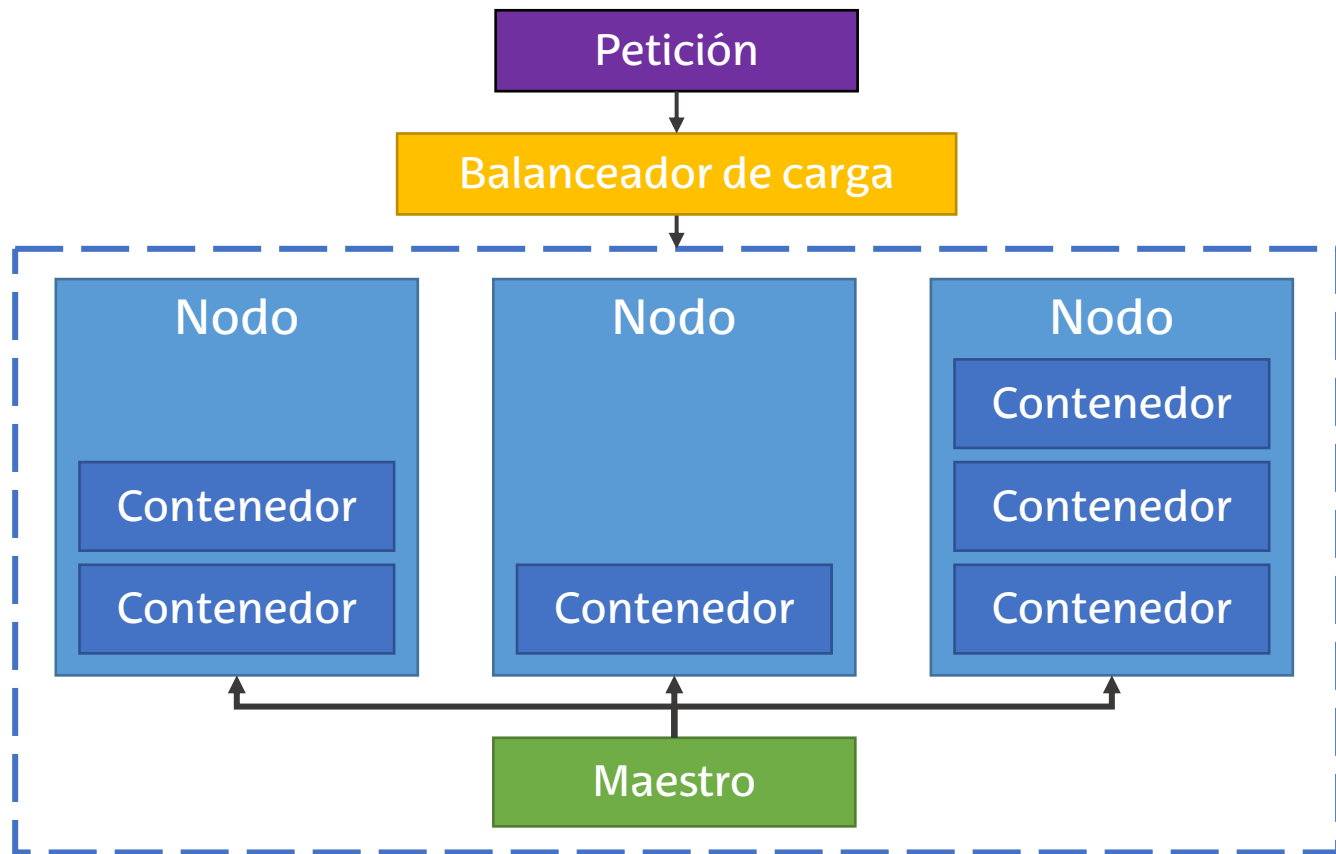 Petición
Balanceador de carga
Nodo
Contenedor
Contenedor
Nodo
Contenedor
Nodo
Contenedor
Contenedor
Contenedor
Maestro